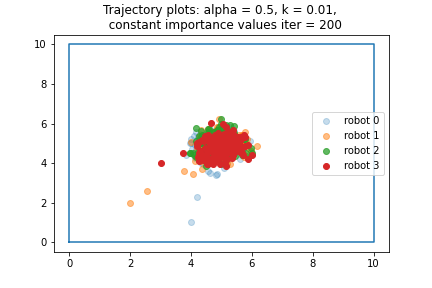 Trajectory plots: alpha = 0.5, k = 0.01,
constant importance values iter = 200
10
8
6
4
2
0
robot 0
robot 1
robot 2
robot 3
0
2
4
6
8
10